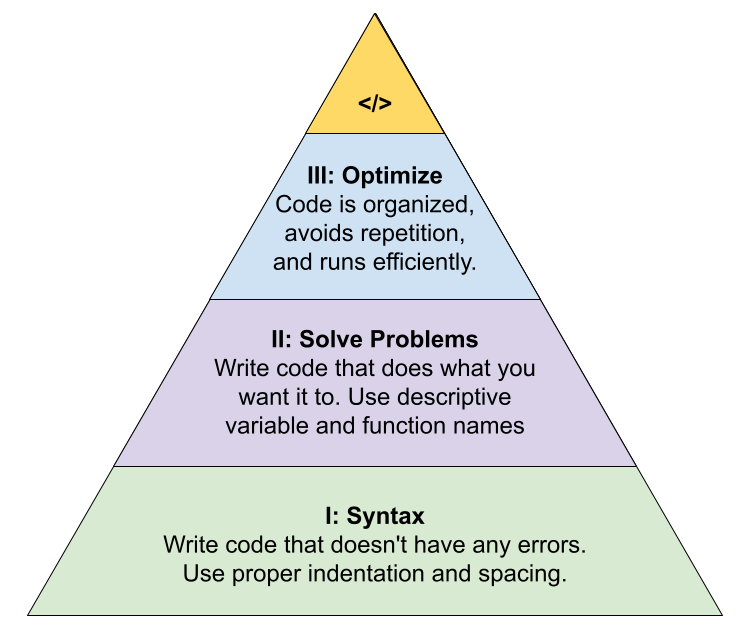 </>
III: Optimize
Code is organized,
avoids repetition,
and runs efficiently.
II: Solve Problems
Write code that does what you
want it to. Use descriptive
variable and function names
I: Syntax
Write code that doesn't have any errors.
Use proper indentation and spacing.